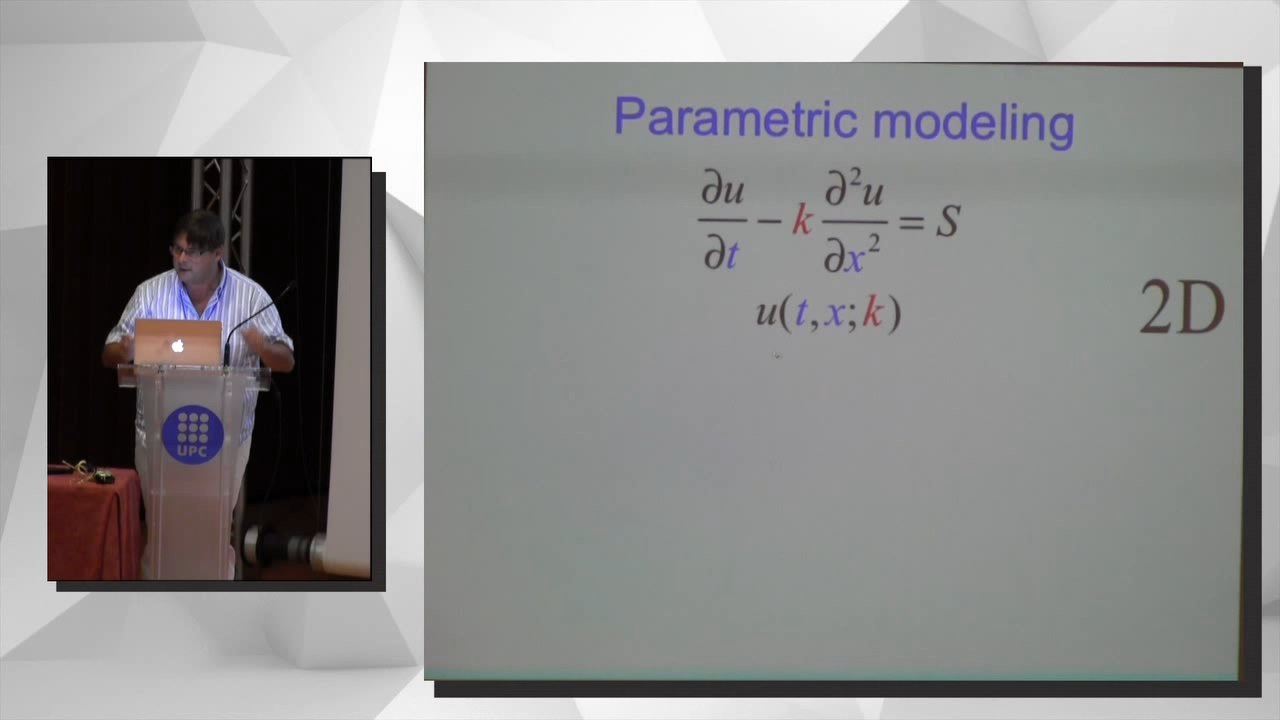 UPC
Parametric modeling
∂u/∂t − k ∂²u/∂x² = S
u(t,x;k)
2D